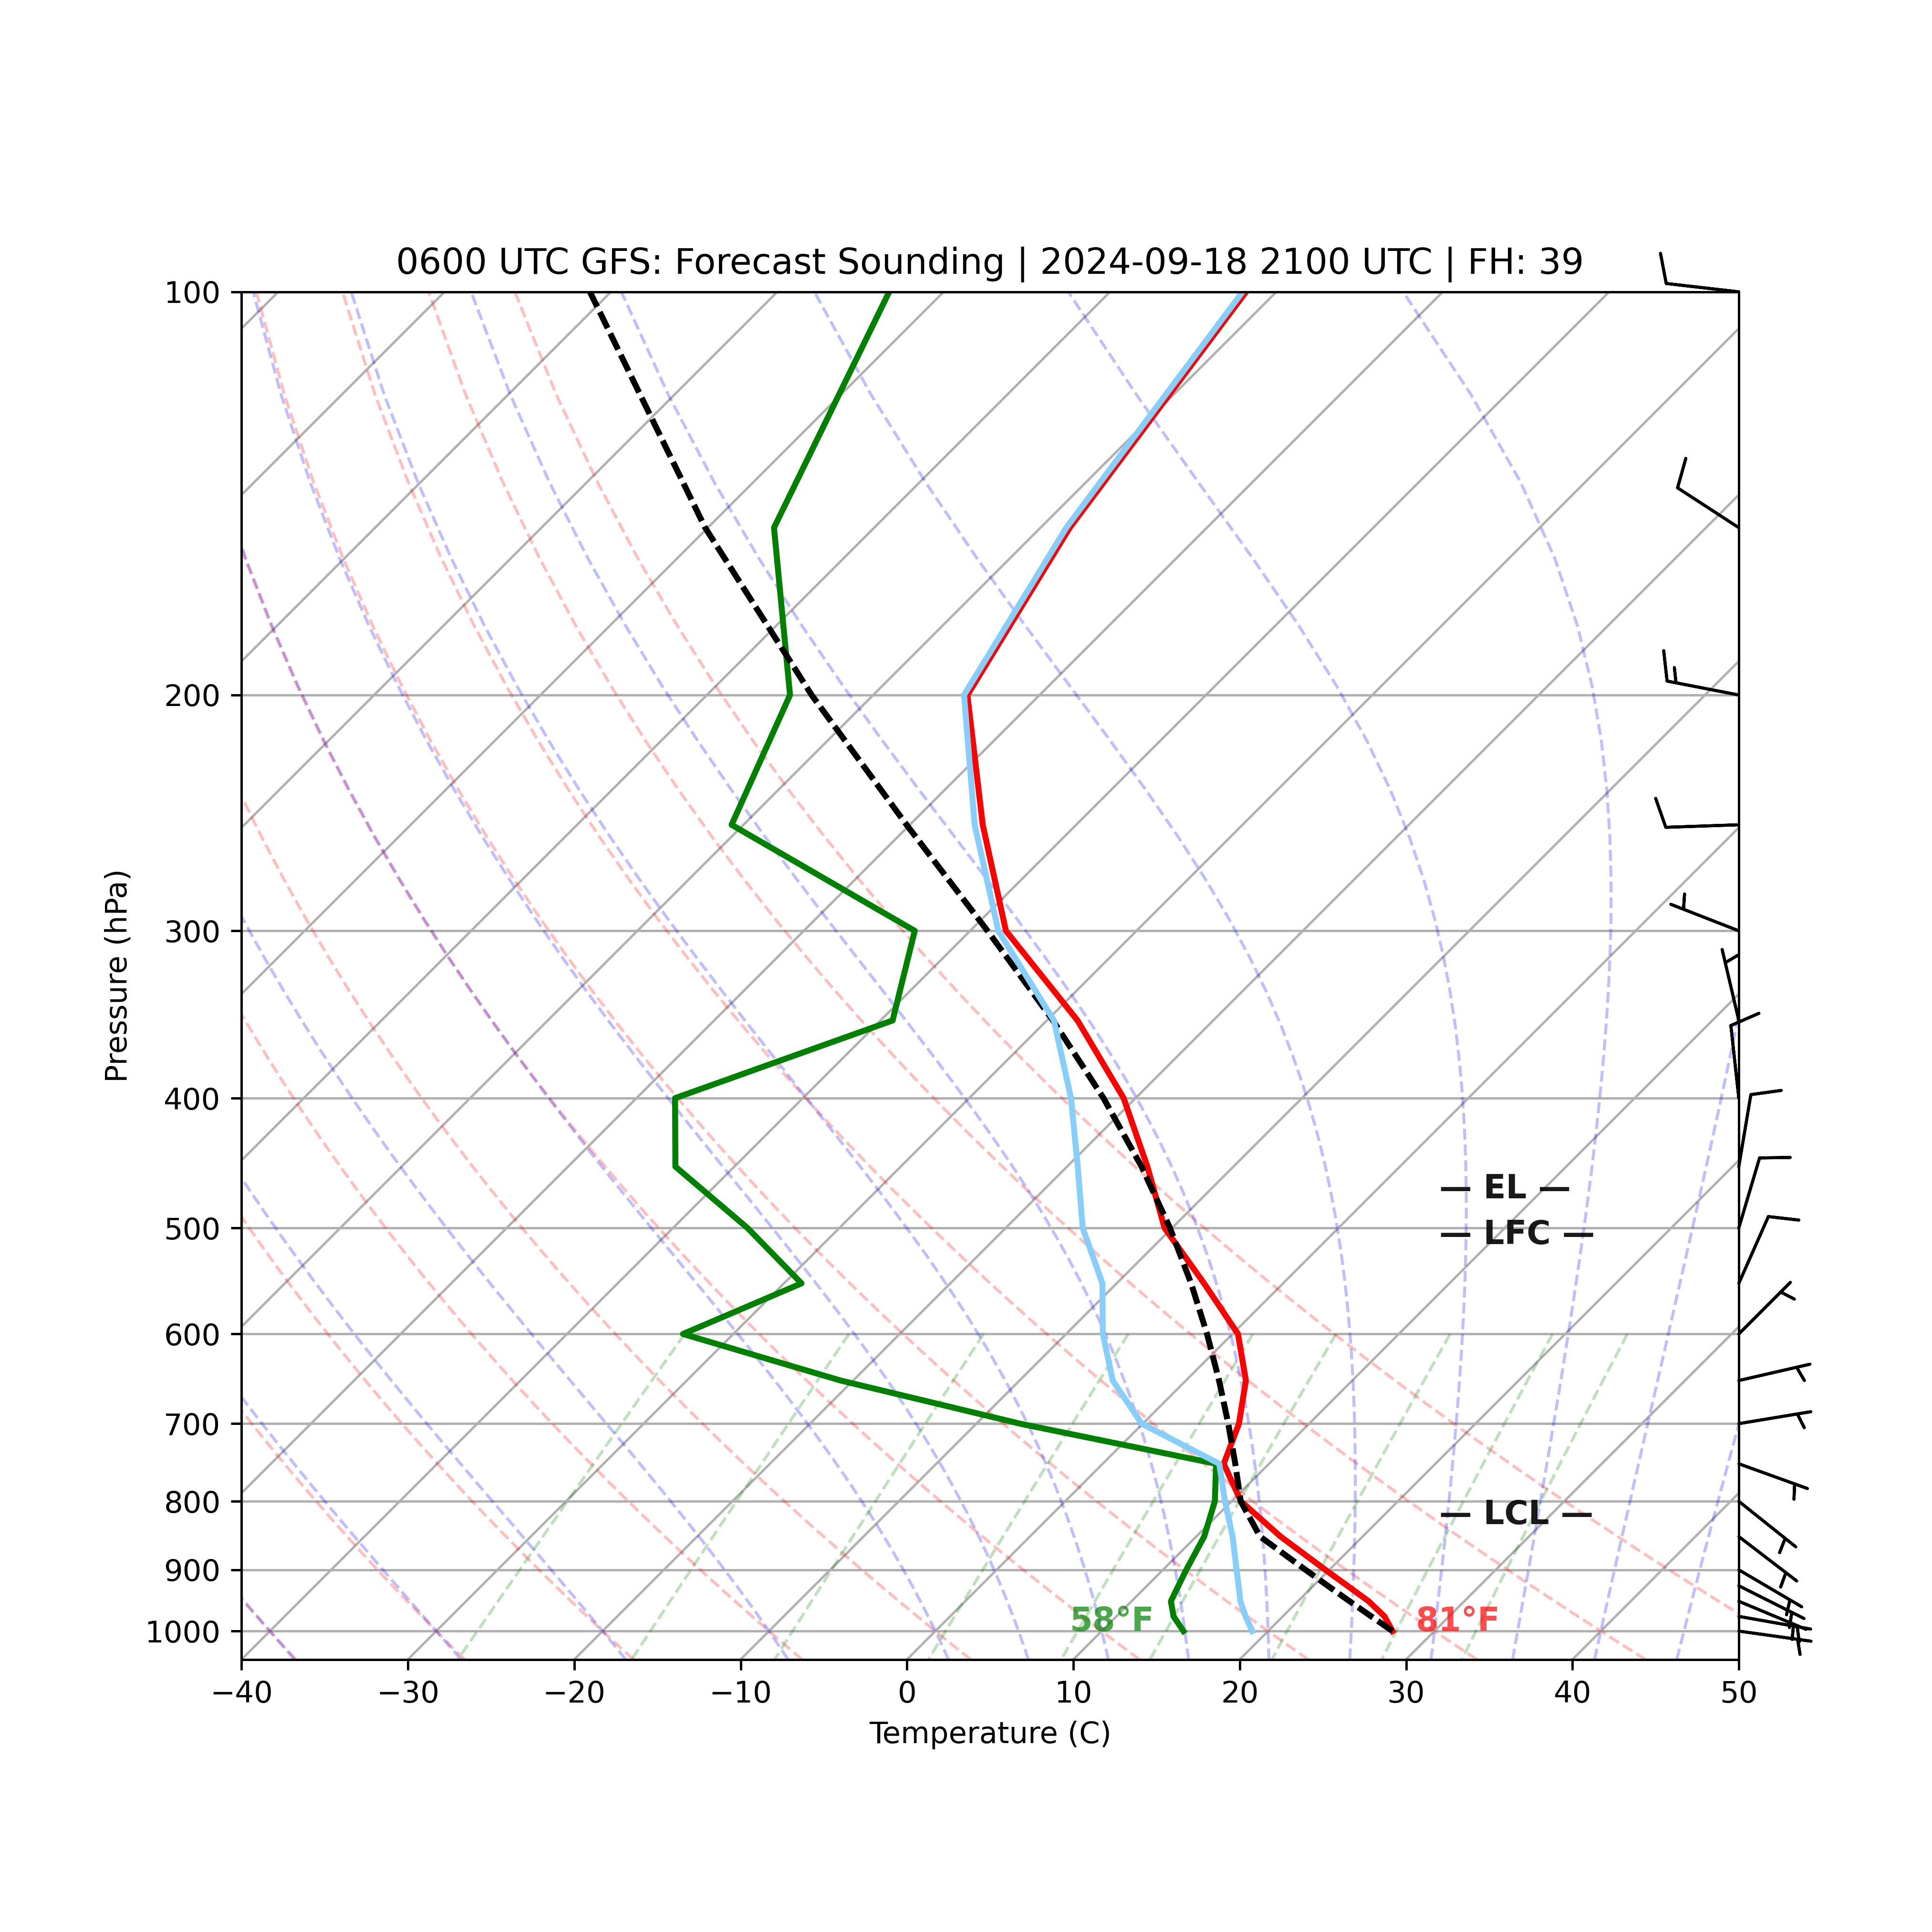 0600 UTC GFS: Forecast Sounding | 2024-09-18 2100 UTC | FH: 39
100
200
300
400
500
600
700
800
900
1000
Pressure (hPa)
— EL —
— LFC —
— LCL —
58°F
81°F
−40 −30 −20 −10 0 10 20 30 40 50
Temperature (C)